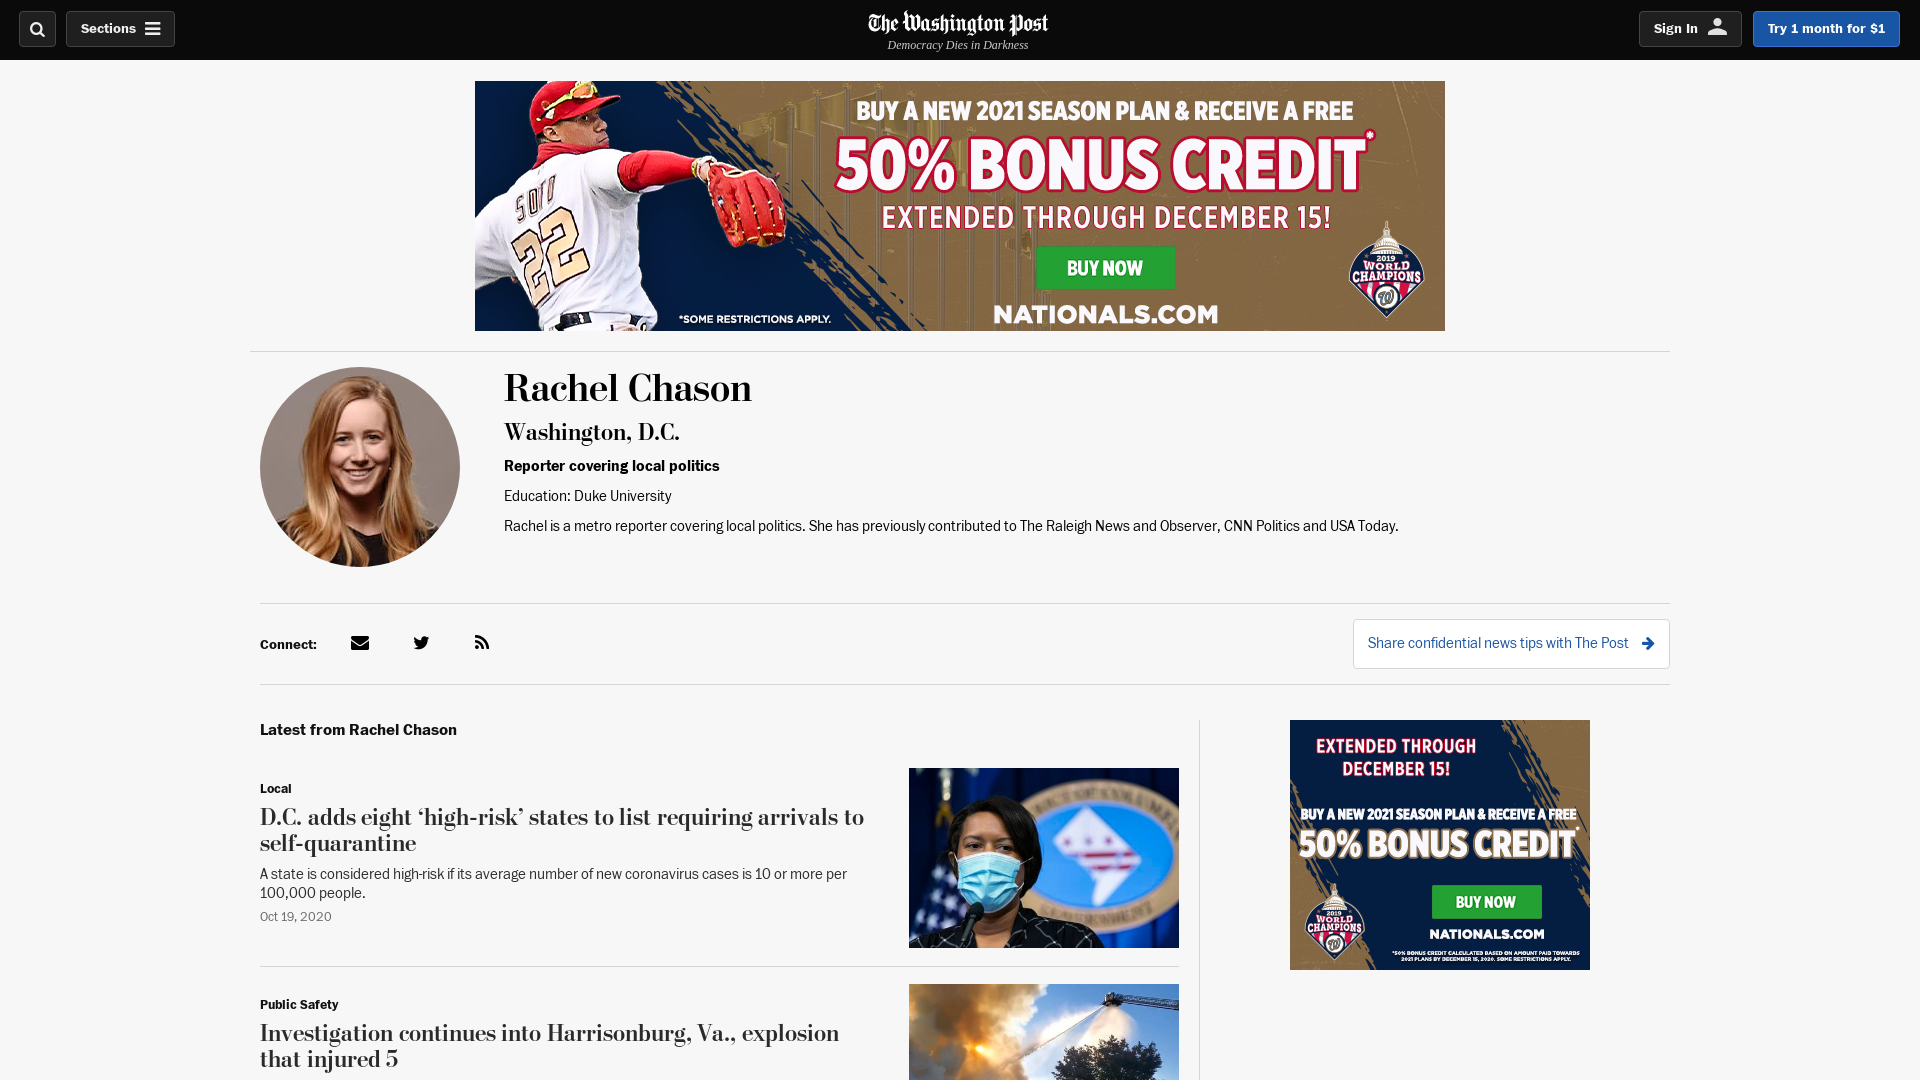 Sections
The Washington Post
Democracy Dies in Darkness
Sign In
Try 1 month for $1
BUY A NEW 2021 SEASON PLAN & RECEIVE A FREE
50% BONUS CREDIT*
EXTENDED THROUGH DECEMBER 15!
BUY NOW
NATIONALS.COM
*SOME RESTRICTIONS APPLY.
SOTO
22
2019
WORLD
CHAMPIONS
W
Rachel Chason
Washington, D.C.
Reporter covering local politics
Education: Duke University
Rachel is a metro reporter covering local politics. She has previously contributed to The Raleigh News and Observer, CNN Politics and USA Today.
Connect:
Share confidential news tips with The Post
Latest from Rachel Chason
Local
D.C. adds eight ‘high-risk’ states to list requiring arrivals to
self-quarantine
A state is considered high-risk if its average number of new coronavirus cases is 10 or more per
100,000 people.
Oct 19, 2020
Public Safety
Investigation continues into Harrisonburg, Va., explosion
that injured 5
EXTENDED THROUGH
DECEMBER 15!
BUY A NEW 2021 SEASON PLAN & RECEIVE A FREE
50% BONUS CREDIT*
BUY NOW
NATIONALS.COM
2019
WORLD
CHAMPIONS
W
*50% BONUS CREDIT CALCULATED BASED ON AMOUNT PAID TOWARDS
2021 PLANS BY DECEMBER 15, 2020. SOME RESTRICTIONS APPLY.